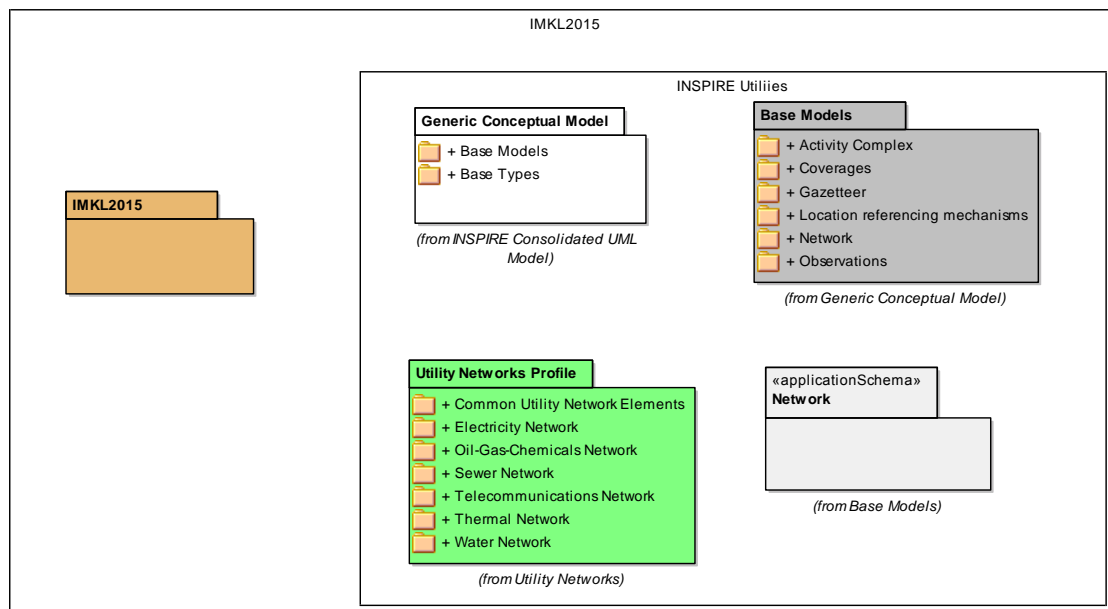 IMKL2015
INSPIRE Utiliies
Generic Conceptual Model
+ Base Models
+ Base Types
(from INSPIRE Consolidated UML
Model)
Base Models
+ Activity Complex
+ Coverages
+ Gazetteer
+ Location referencing mechanisms
+ Network
+ Observations
(from Generic Conceptual Model)
IMKL2015
Utility Networks Profile
+ Common Utility Network Elements
+ Electricity Network
+ Oil-Gas-Chemicals Network
+ Sewer Network
+ Telecommunications Network
+ Thermal Network
+ Water Network
(from Utility Networks)
«applicationSchema»
Network
(from Base Models)